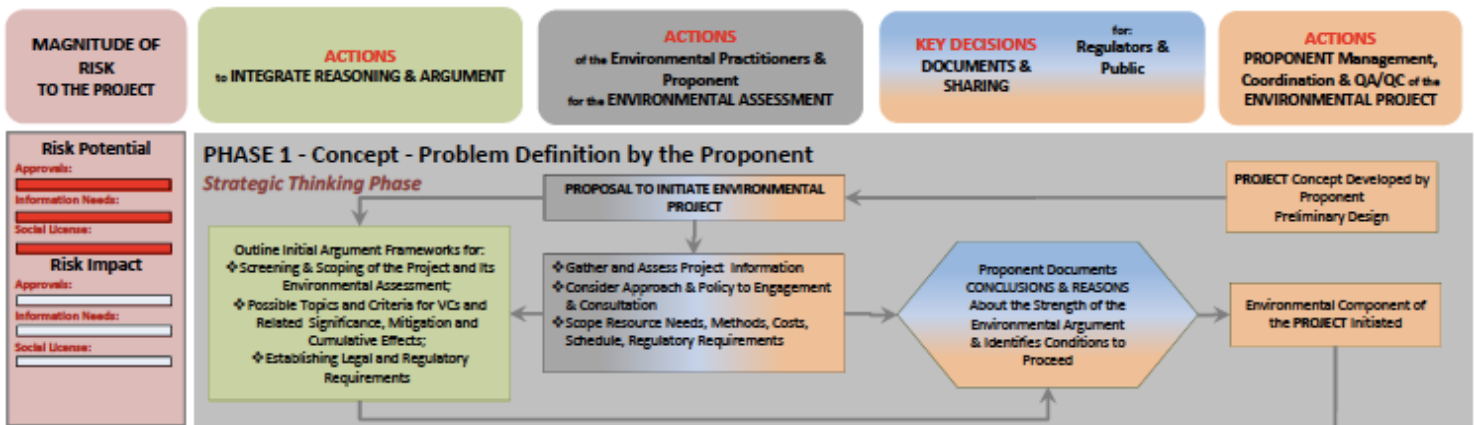 MAGNITUDE OF
RISK
TO THE PROJECT
ACTIONS
to INTEGRATE REASONING & ARGUMENT
ACTIONS
of the Environmental Practitioners &
Proponent
for the ENVIRONMENTAL ASSESSMENT
KEY DECISIONS
DOCUMENTS &
SHARING
for:
Regulators &
Public
ACTIONS
PROPONENT Management,
Coordination & QA/QC of the
ENVIRONMENTAL PROJECT
Risk Potential
Approvals:
Information Needs:
Social License:
Risk Impact
Approvals:
Information Needs:
Social License:
PHASE 1 - Concept - Problem Definition by the Proponent
Strategic Thinking Phase
PROPOSAL TO INITIATE ENVIRONMENTAL
PROJECT
PROJECT Concept Developed by
Proponent
Preliminary Design
Outline Initial Argument Frameworks for:
❖Screening & Scoping of the Project and Its
Environmental Assessment;
❖Possible Topics and Criteria for VCs and
Related Significance, Mitigation and
Cumulative Effects;
❖Establishing Legal and Regulatory
Requirements
❖Gather and Assess Project Information
❖Consider Approach & Policy to Engagement
& Consultation
❖Scope Resource Needs, Methods, Costs,
Schedule, Regulatory Requirements
Proponent Documents
CONCLUSIONS & REASONS
About the Strength of the
Environmental Argument
& Identifies Conditions to
Proceed
Environmental Component of
the PROJECT Initiated